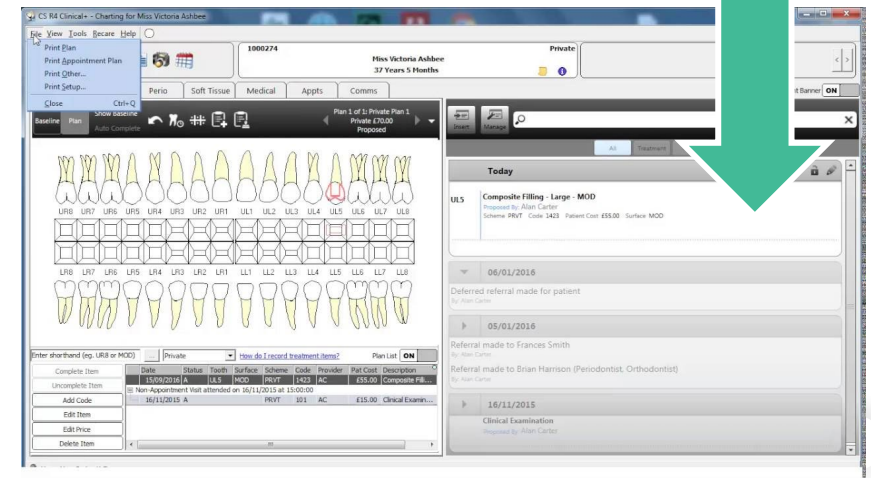 CS R4 Clinical+ - Charting for Miss Victoria Ashbee
File View Tools Recare Help
Print Plan
Print Appointment Plan
Print Other...
Print Setup...
Close Ctrl+Q
1000274
Miss Victoria Ashbee
37 Years 5 Months
Private
Perio Soft Tissue Medical Appts Comms
Banner ON
Baseline Plan Show Baseline
Auto Complete
Plan 1 of 1: Private Plan 1
Private £70.00
Proposed
Insert Manage
All Treatment
UR8 UR7 UR6 UR5 UR4 UR3 UR2 UR1 UL1 UL2 UL3 UL4 UL5 UL6 UL7 UL8
LR8 LR7 LR6 LR5 LR4 LR3 LR2 LR1 LL1 LL2 LL3 LL4 LL5 LL6 LL7 LL8
Enter shorthand (eg. UR8 or MOD) ... Private How do I record treatment items? Plan List ON
Complete Item
Uncomplete Item
Add Code
Edit Item
Edit Price
Delete Item
Date Status Tooth Surface Scheme Code Provider Pat Cost Description
15/09/2016 A UL5 MOD PRVT 1423 AC £55.00 Composite Fill...
Non-Appointment Visit attended on 16/11/2015 at 15:00:00
16/11/2015 A PRVT 101 AC £15.00 Clinical Examin...
Today
UL5 Composite Filling - Large - MOD
Proposed By: Alan Carter
Scheme PRVT Code 1423 Patient Cost £55.00 Surface MOD
06/01/2016
Deferred referral made for patient
By: Alan Carter
05/01/2016
Referral made to Frances Smith
By: Alan Carter
Referral made to Brian Harrison (Periodontist, Orthodontist)
By: Alan Carter
16/11/2015
Clinical Examination
Proposed By: Alan Carter